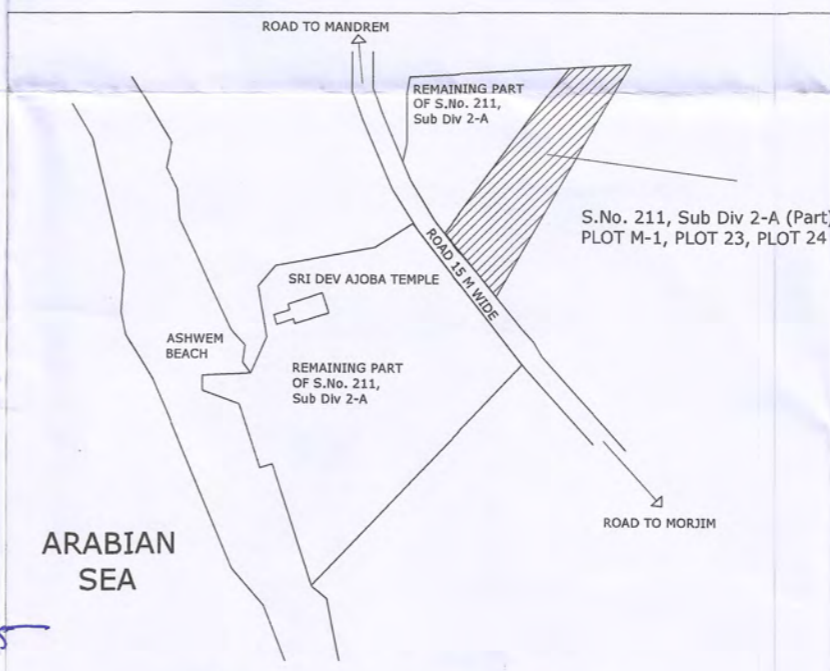 ROAD TO MANDREM
REMAINING PART
OF S.No. 211,
Sub Div 2-A
S.No. 211, Sub Div 2-A (Part)
PLOT M-1, PLOT 23, PLOT 24
ROAD 15 M WIDE
SRI DEV AJOBA TEMPLE
ASHWEM
BEACH
REMAINING PART
OF S.No. 211,
Sub Div 2-A
ROAD TO MORJIM
ARABIAN
SEA